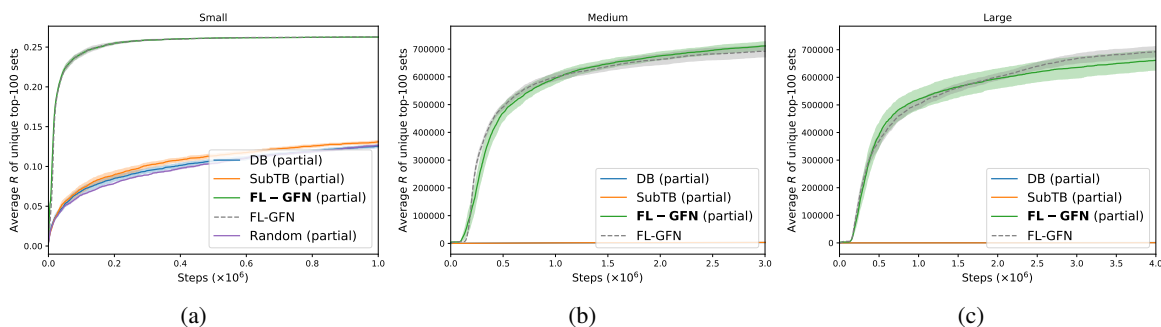 Small
Average R of unique top-100 sets
0.25
0.20
0.15
0.10
0.05
0.00
DB (partial)
SubTB (partial)
FL – GFN (partial)
FL-GFN
Random (partial)
0.0 0.2 0.4 0.6 0.8 1.0
Steps (×10⁶)
(a)
Medium
Average R of unique top-100 sets
700000
600000
500000
400000
300000
200000
100000
0
DB (partial)
SubTB (partial)
FL – GFN (partial)
FL-GFN
0.0 0.5 1.0 1.5 2.0 2.5 3.0
Steps (×10⁶)
(b)
Large
Average R of unique top-100 sets
700000
600000
500000
400000
300000
200000
100000
0
DB (partial)
SubTB (partial)
FL – GFN (partial)
FL-GFN
0.0 0.5 1.0 1.5 2.0 2.5 3.0 3.5 4.0
Steps (×10⁶)
(c)